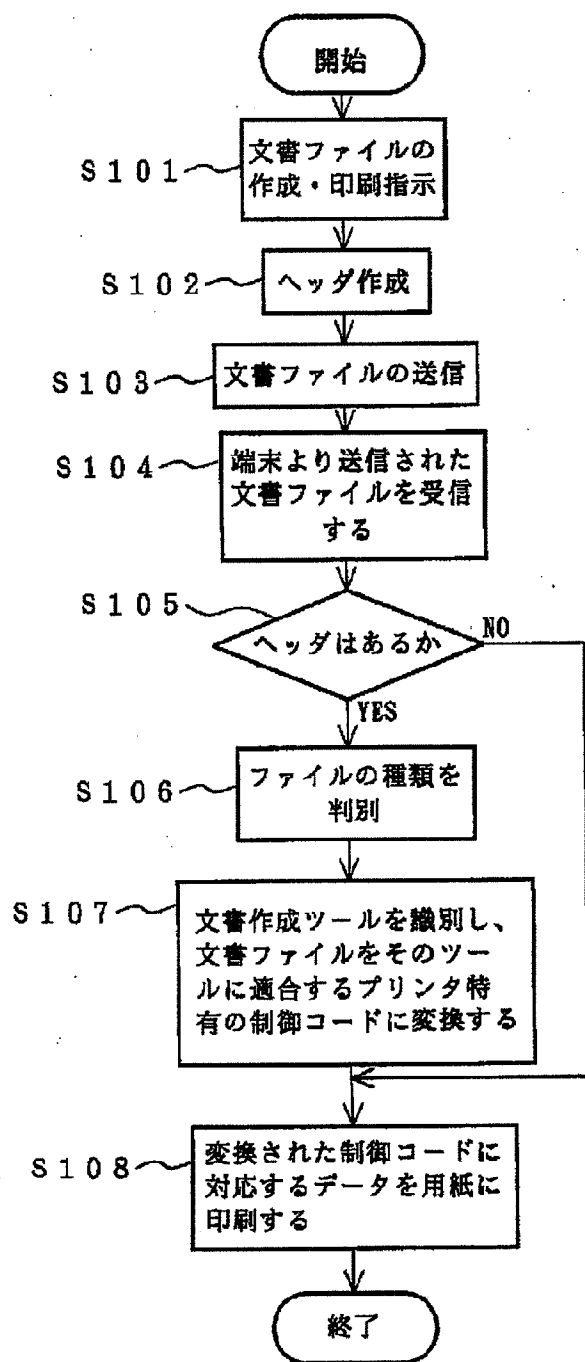 開始
S101
文書ファイルの
作成・印刷指示
S102
ヘッダ作成
S103
文書ファイルの送信
S104
端末より送信された
文書ファイルを受信
する
S105
ヘッダはあるか
NO
YES
S106
ファイルの種類を
判別
S107
文書作成ツールを識別し、
文書ファイルをそのツー
ルに適合するプリンタ特
有の制御コードに変換する
S108
変換された制御コードに
対応するデータを用紙に
印刷する
終了